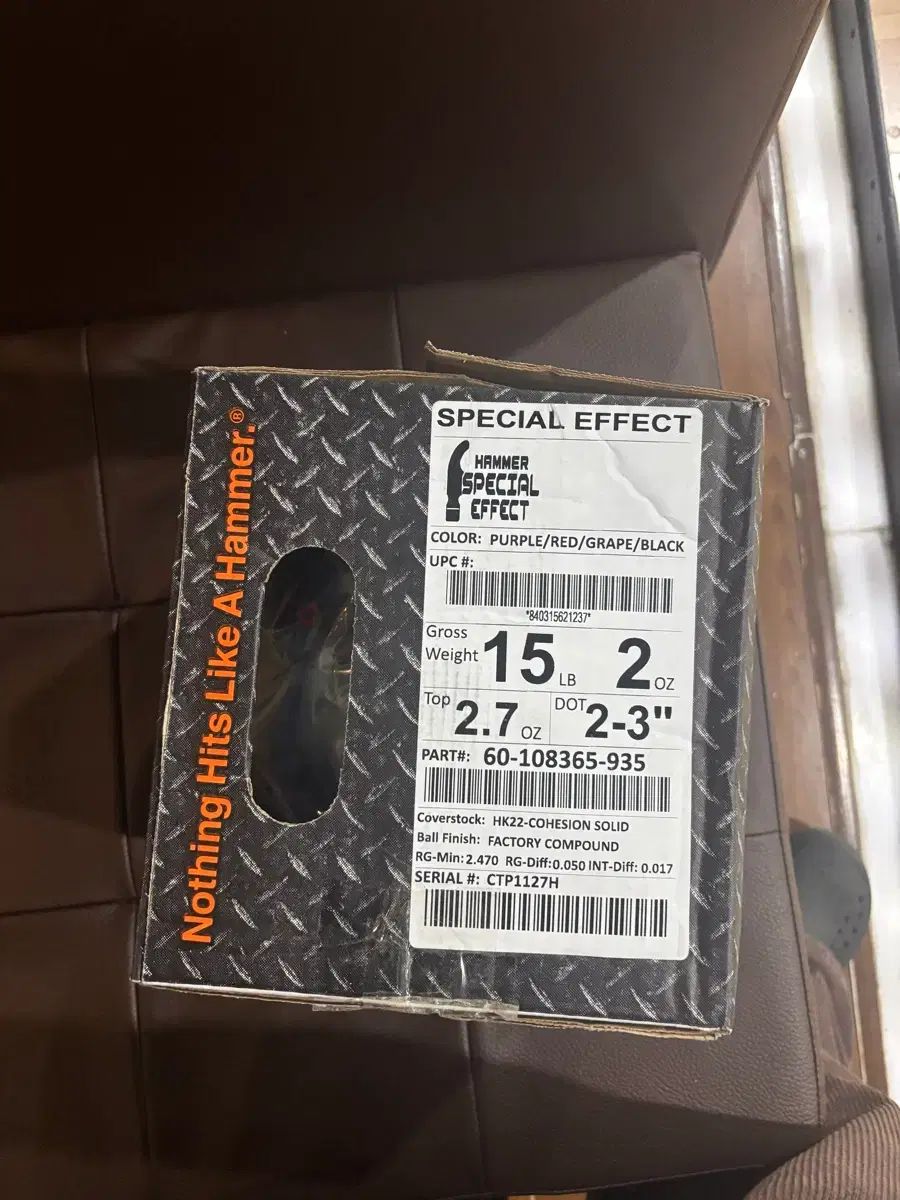 Nothing Hits Like A Hammer.®
SPECIAL EFFECT
HAMMER
SPECIAL
EFFECT
COLOR: PURPLE/RED/GRAPE/BLACK
UPC #:
*840315621237*
Gross Weight 15 LB 2 OZ
Top 2.7 OZ DOT 2-3"
PART#: 60-108365-935
Coverstock: HK22-COHESION SOLID
Ball Finish: FACTORY COMPOUND
RG-Min: 2.470 RG-Diff: 0.050 INT-Diff: 0.017
SERIAL #: CTP1127H